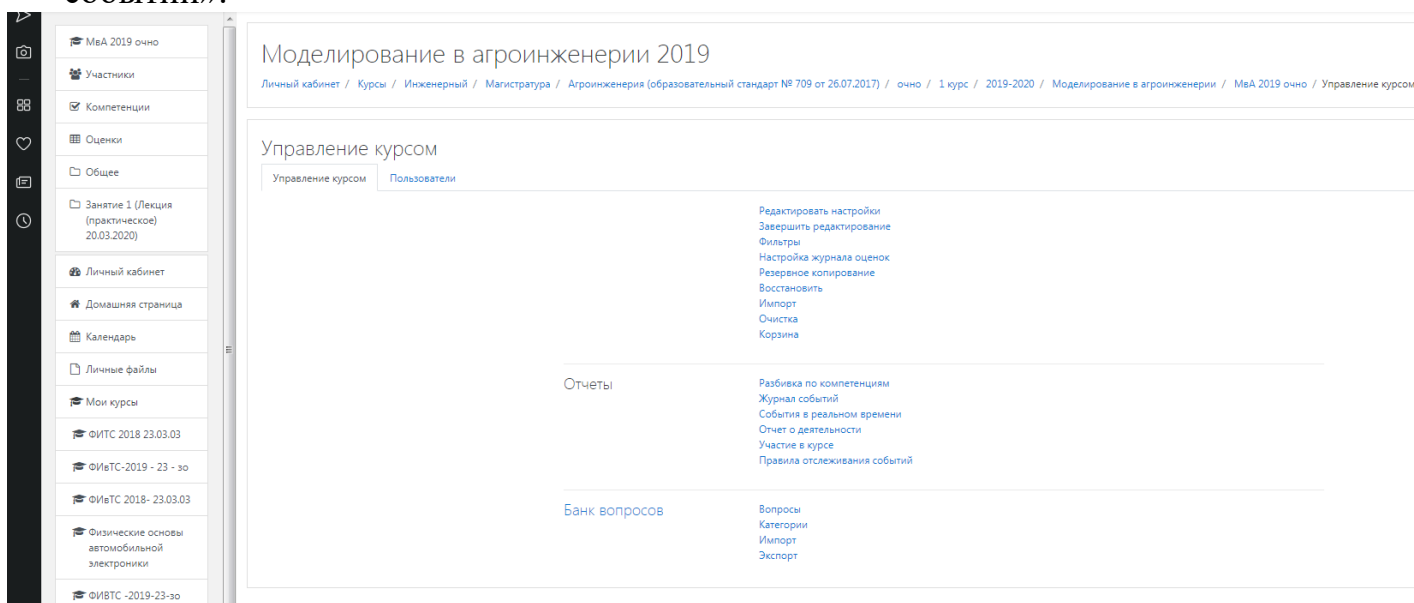 событий».
МвА 2019 очно
Участники
Компетенции
Оценки
Общее
Занятие 1 (Лекция
(практическое)
20.03.2020)
Личный кабинет
Домашняя страница
Календарь
Личные файлы
Мои курсы
ФИТС 2018 23.03.03
ФИвТС-2019 - 23 - зо
ФИвТС 2018- 23.03.03
Физические основы
автомобильной
электроники
ФИВТС -2019-23-зо
Моделирование в агроинженерии 2019
Личный кабинет / Курсы / Инженерный / Магистратура / Агроинженерия (образовательный стандарт № 709 от 26.07.2017) / очно / 1 курс / 2019-2020 / Моделирование в агроинженерии / МвА 2019 очно / Управление курсом
Управление курсом
Управление курсом Пользователи
Редактировать настройки
Завершить редактирование
Фильтры
Настройка журнала оценок
Резервное копирование
Восстановить
Импорт
Очистка
Корзина
Отчеты
Разбивка по компетенциям
Журнал событий
События в реальном времени
Отчет о деятельности
Участие в курсе
Правила отслеживания событий
Банк вопросов
Вопросы
Категории
Импорт
Экспорт